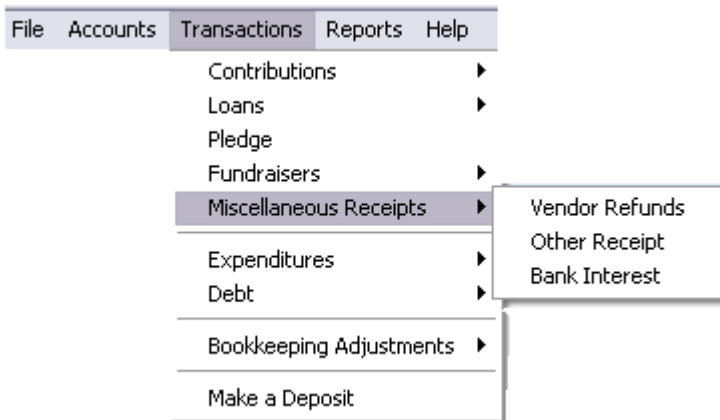 File Accounts Transactions Reports Help
Contributions
Loans
Pledge
Fundraisers
Miscellaneous Receipts
Vendor Refunds
Other Receipt
Bank Interest
Expenditures
Debt
Bookkeeping Adjustments
Make a Deposit